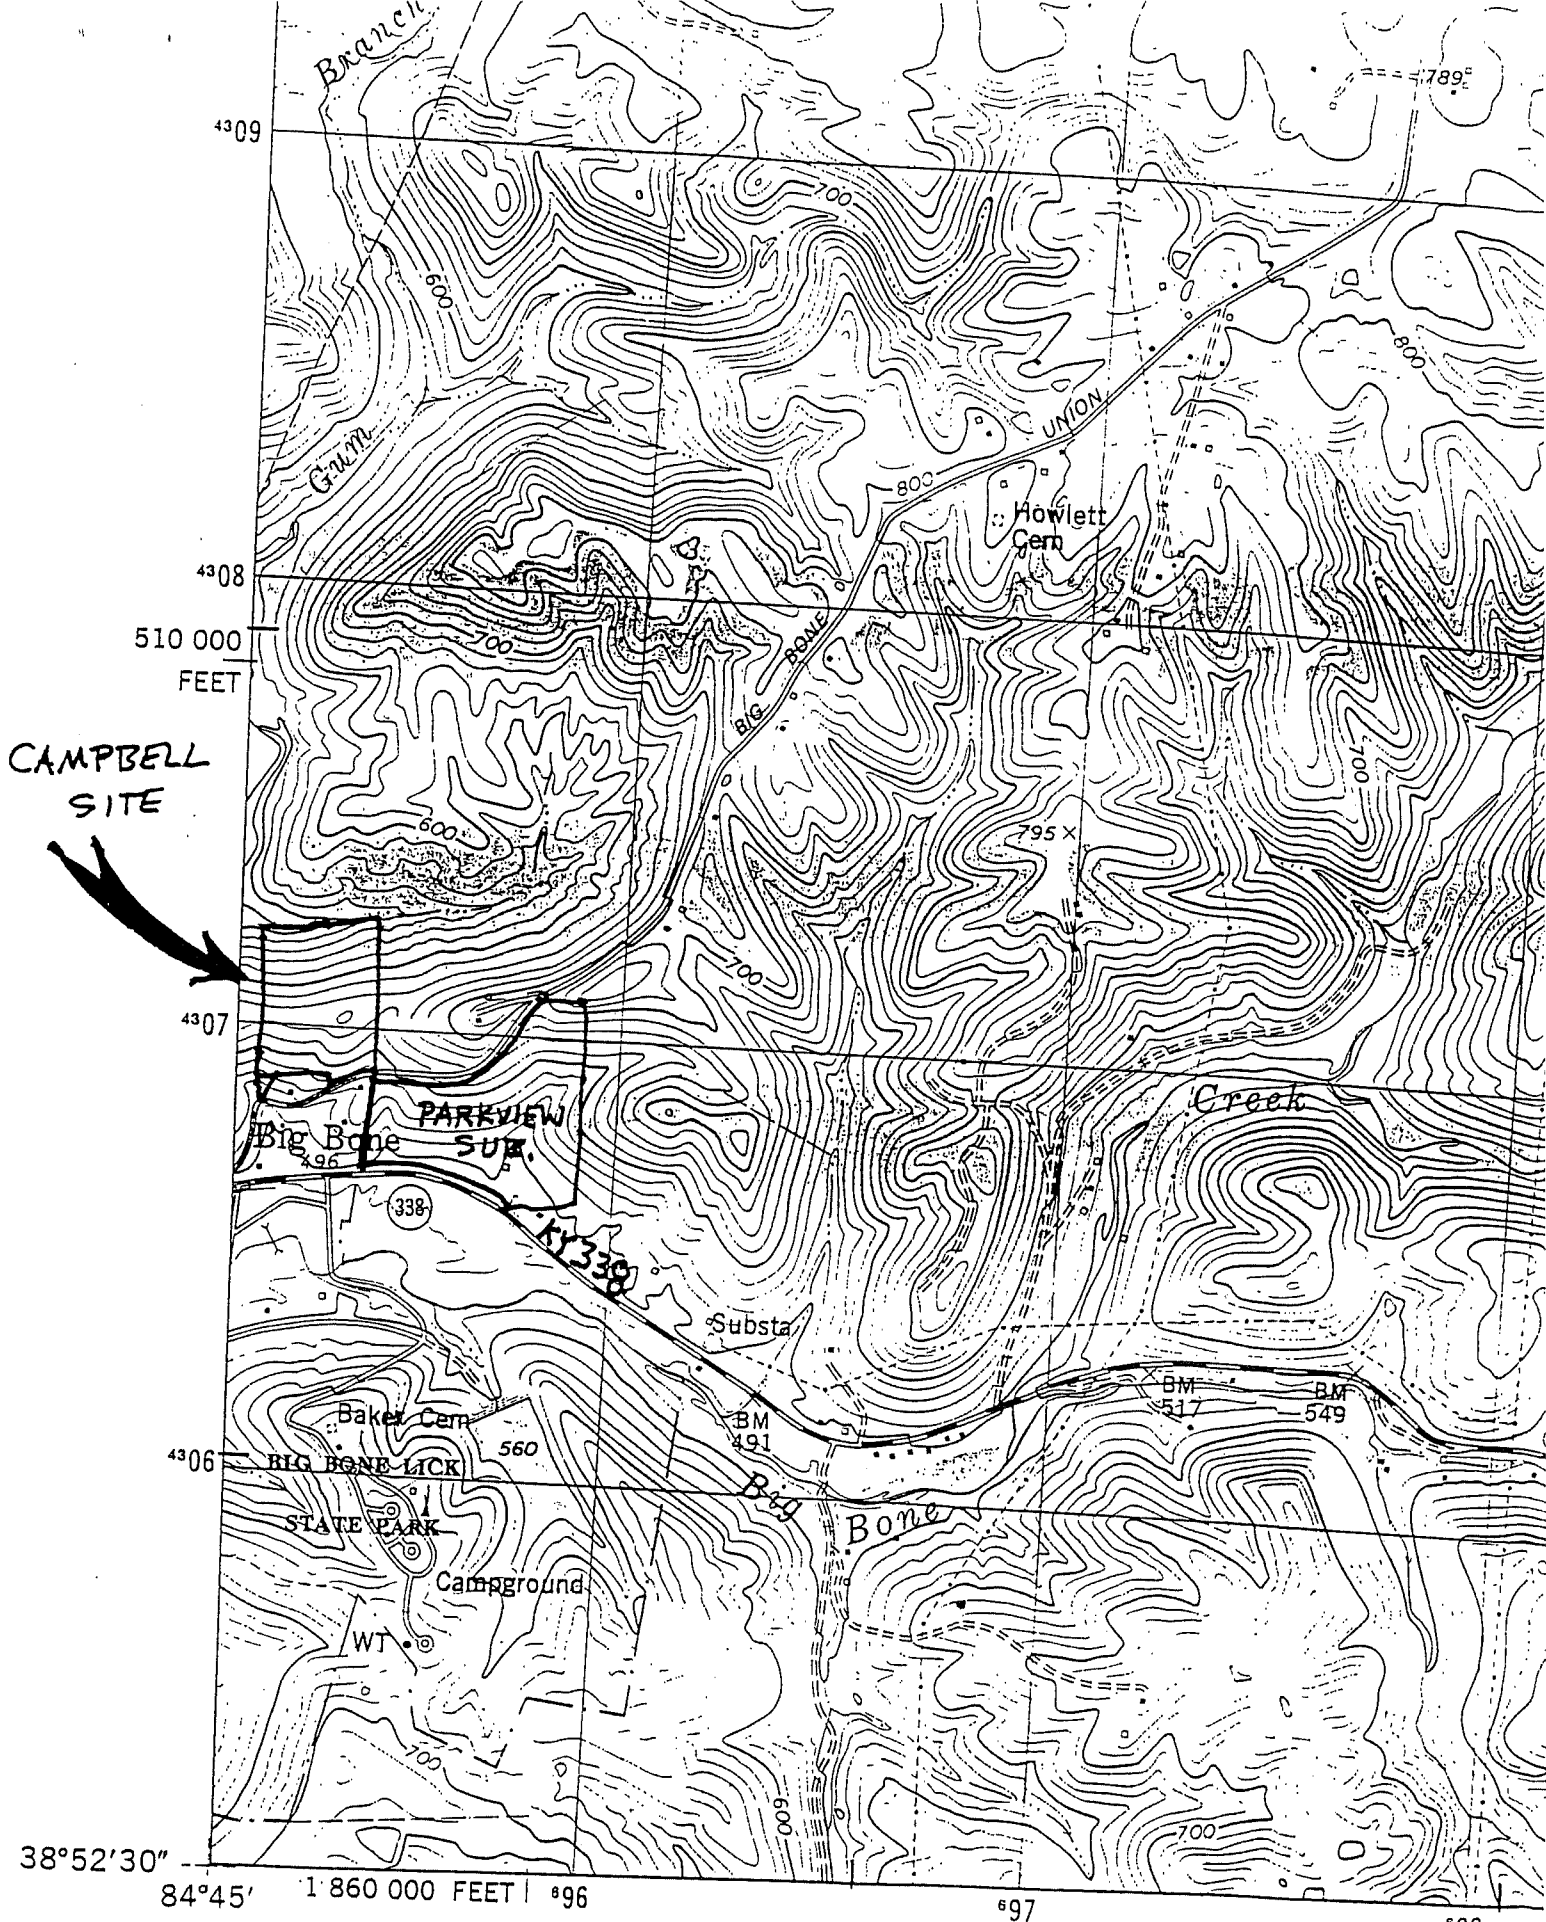 Branch
789
4309
700
600
800
UNION
Gum
800
Howlett
Cem
4308
510 000
FEET
700
BONE
BIG
CAMPBELL
SITE
700
600
795
700
4307
Creek
PARKVIEW
SUB.
Big Bone
496
338
KY 338
Substa
BM
517
BM
549
Baker Cem
BM
491
560
4306
BIG BONE LICK
Big
STATE PARK
Bone
Campground
WT
700
600
700
38°52'30"
84°45'
1 860 000 FEET
696
697